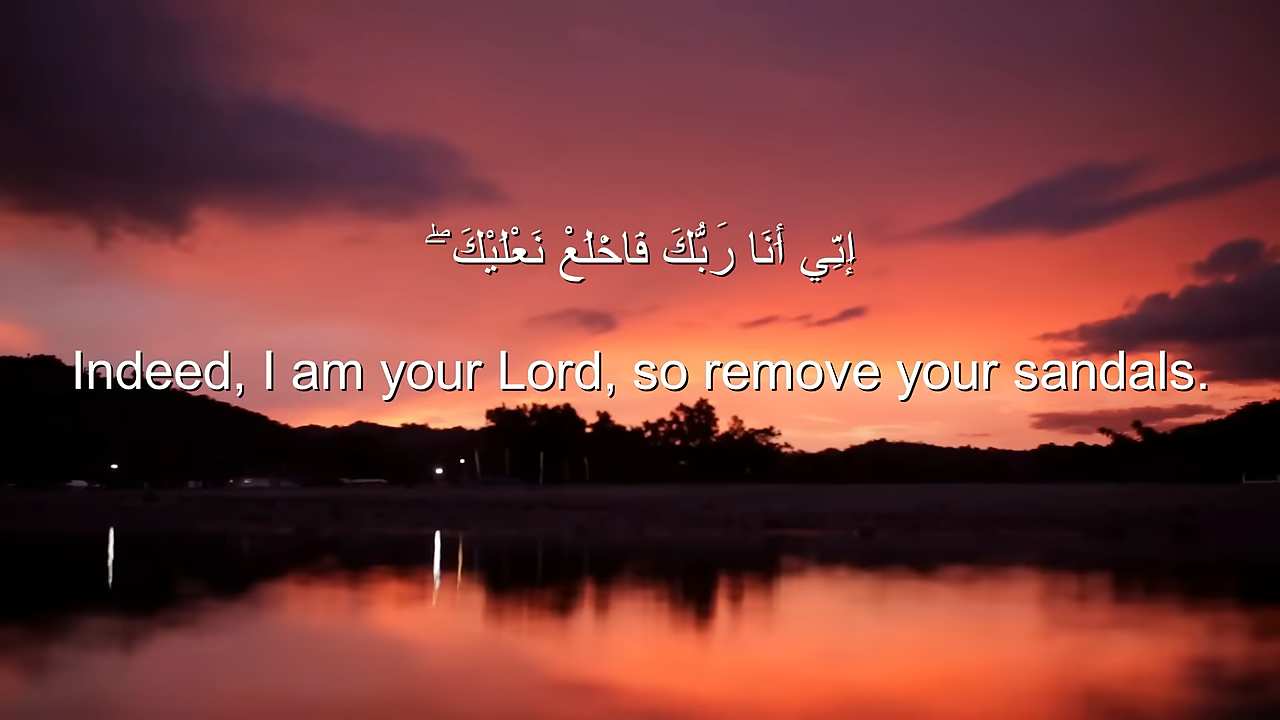 إِنِّي أَنَا رَبُّكَ فَاخْلَعْ نَعْلَيْكَ ۖ
Indeed, I am your Lord, so remove your sandals.